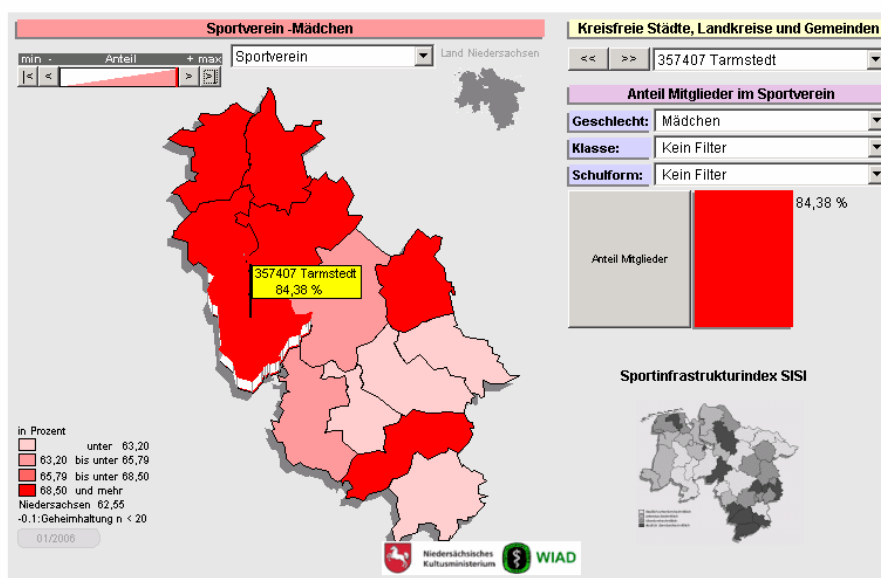 Sportverein -Mädchen
min - Anteil + max
|< < > >|
Sportverein
Land Niedersachsen
357407 Tarmstedt
84,38 %
in Prozent
unter 63,20
63,20 bis unter 65,79
65,79 bis unter 68,50
68,50 und mehr
Niedersachsen 62,55
-0.1:Geheimhaltung n < 20
01/2006
Kreisfreie Städte, Landkreise und Gemeinden
<< >> 357407 Tarmstedt
Anteil Mitglieder im Sportverein
Geschlecht: Mädchen
Klasse: Kein Filter
Schulform: Kein Filter
Anteil Mitglieder
84,38 %
Sportinfrastrukturindex SISI
Niedersächsisches
Kultusministerium
WIAD